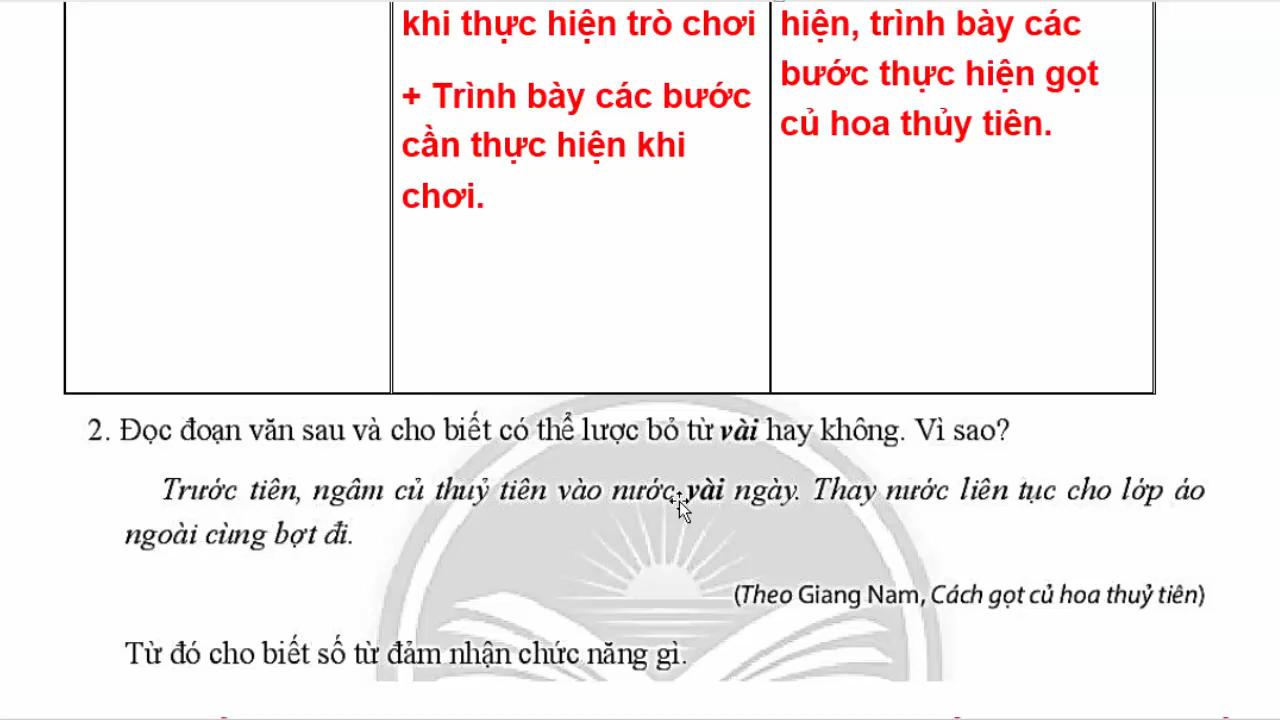 khi thực hiện trò chơi
+ Trình bày các bước
cần thực hiện khi
chơi.
hiện, trình bày các
bước thực hiện gọt
củ hoa thủy tiên.
2. Đọc đoạn văn sau và cho biết có thể lược bỏ từ vài hay không. Vì sao?
Trước tiên, ngâm củ thuỷ tiên vào nước vài ngày. Thay nước liên tục cho lớp áo
ngoài cùng bợt đi.
(Theo Giang Nam, Cách gọt củ hoa thuỷ tiên)
Từ đó cho biết số từ đảm nhận chức năng gì.